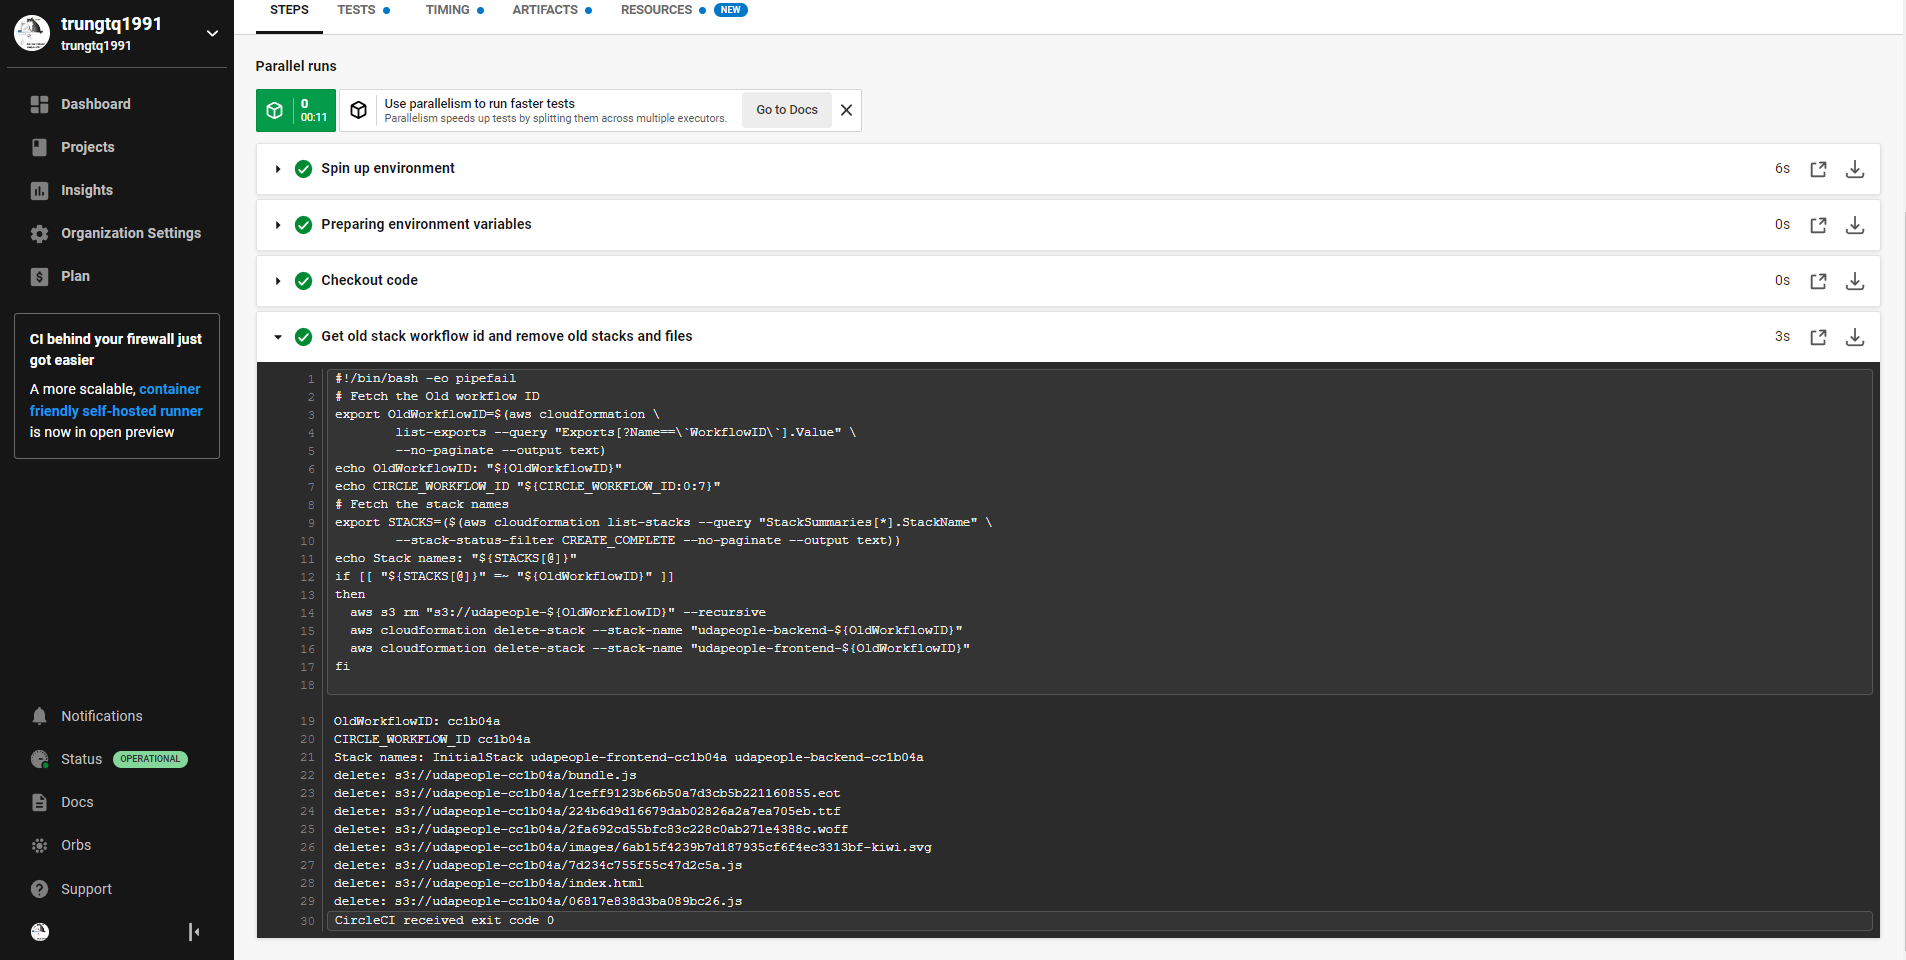 trungtq1991
trungtq1991
Dashboard
Projects
Insights
Organization Settings
Plan
CI behind your firewall just
got easier
A more scalable, container
friendly self-hosted runner
is now in open preview
Notifications
Status OPERATIONAL
Docs
Orbs
Support
STEPS TESTS TIMING ARTIFACTS RESOURCES NEW
Parallel runs
0
00:11
Use parallelism to run faster tests
Parallelism speeds up tests by splitting them across multiple executors.
Go to Docs
Spin up environment 6s
Preparing environment variables 0s
Checkout code 0s
Get old stack workflow id and remove old stacks and files 3s
1 #!/bin/bash -eo pipefail
2 # Fetch the Old workflow ID
3 export OldWorkflowID=$(aws cloudformation \
4 list-exports --query "Exports[?Name==\`WorkflowID\`].Value" \
5 --no-paginate --output text)
6 echo OldWorkflowID: "${OldWorkflowID}"
7 echo CIRCLE_WORKFLOW_ID "${CIRCLE_WORKFLOW_ID:0:7}"
8 # Fetch the stack names
9 export STACKS=($(aws cloudformation list-stacks --query "StackSummaries[*].StackName" \
10 --stack-status-filter CREATE_COMPLETE --no-paginate --output text))
11 echo Stack names: "${STACKS[@]}"
12 if [[ "${STACKS[@]}" =~ "${OldWorkflowID}" ]]
13 then
14 aws s3 rm "s3://udapeople-${OldWorkflowID}" --recursive
15 aws cloudformation delete-stack --stack-name "udapeople-backend-${OldWorkflowID}"
16 aws cloudformation delete-stack --stack-name "udapeople-frontend-${OldWorkflowID}"
17 fi
18
19 OldWorkflowID: cc1b04a
20 CIRCLE_WORKFLOW_ID cc1b04a
21 Stack names: InitialStack udapeople-frontend-cc1b04a udapeople-backend-cc1b04a
22 delete: s3://udapeople-cc1b04a/bundle.js
23 delete: s3://udapeople-cc1b04a/1ceff9123b66b50a7d3cb5b221160855.eot
24 delete: s3://udapeople-cc1b04a/224b6d9d16679dab02826a2a7ea705eb.ttf
25 delete: s3://udapeople-cc1b04a/2fa692cd55bfc83c228c0ab271e4388c.woff
26 delete: s3://udapeople-cc1b04a/images/6ab15f4239b7d187935cf6f4ec3313bf-kiwi.svg
27 delete: s3://udapeople-cc1b04a/7d234c755f55c47d2c5a.js
28 delete: s3://udapeople-cc1b04a/index.html
29 delete: s3://udapeople-cc1b04a/06817e838d3ba089bc26.js
30 CircleCI received exit code 0